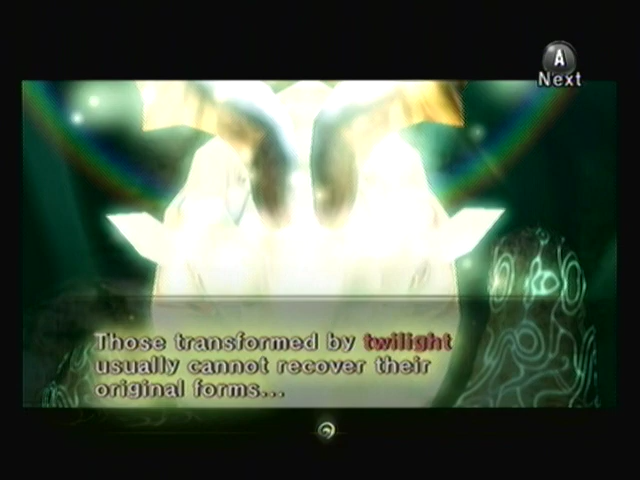 A
Next
Those transformed by twilight
usually cannot recover their
original forms...